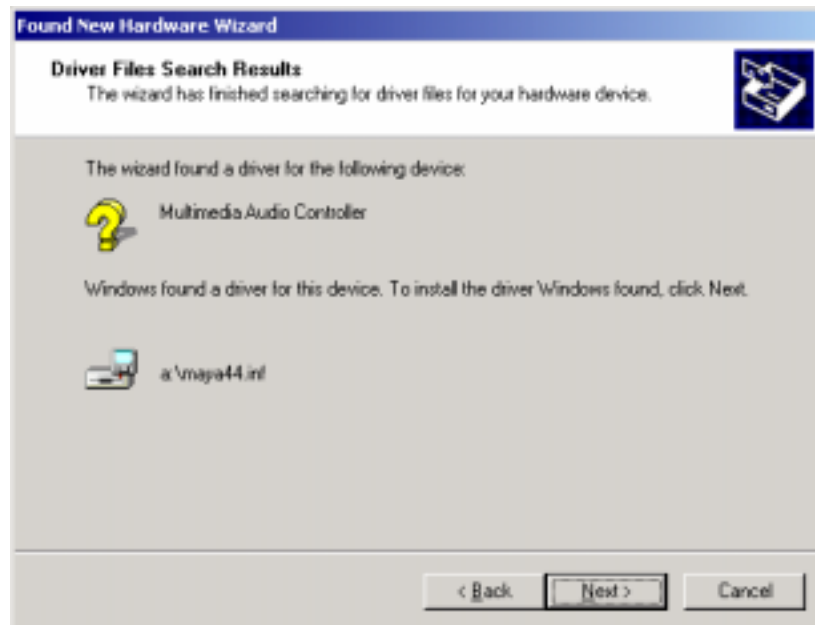 Found New Hardware Wizard
Driver Files Search Results
The wizard has finished searching for driver files for your hardware device.
The wizard found a driver for the following device:
Multimedia Audio Controller
Windows found a driver for this device. To install the driver Windows found, click Next.
a:\maya44.inf
< Back
Next >
Cancel